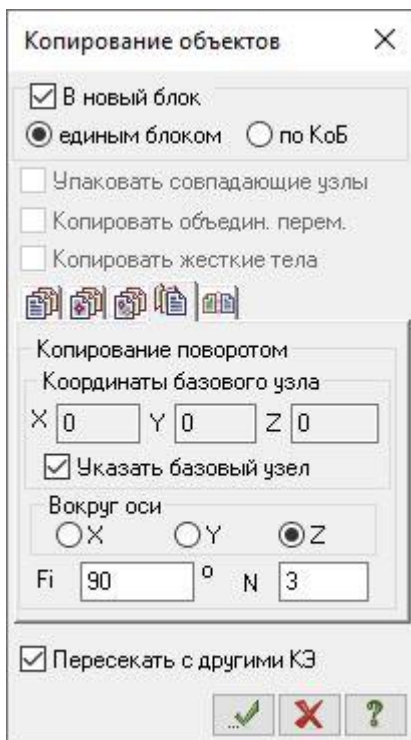 Копирование объектов
В новый блок
единым блоком по КоБ
Упаковать совпадающие узлы
Копировать объедин. перем.
Копировать жесткие тела
Копирование поворотом
Координаты базового узла
X 0 Y 0 Z 0
Указать базовый узел
Вокруг оси
X Y Z
Fi 90 ° N 3
Пересекать с другими КЭ
?